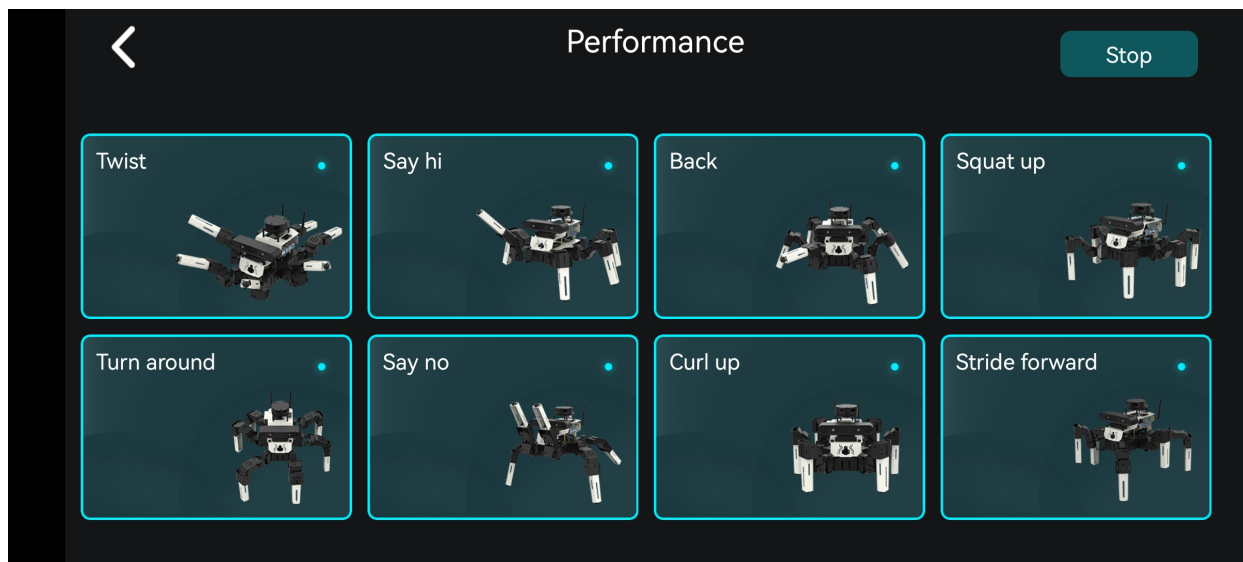 Performance
Stop
Twist
Say hi
Back
Squat up
Turn around
Say no
Curl up
Stride forward